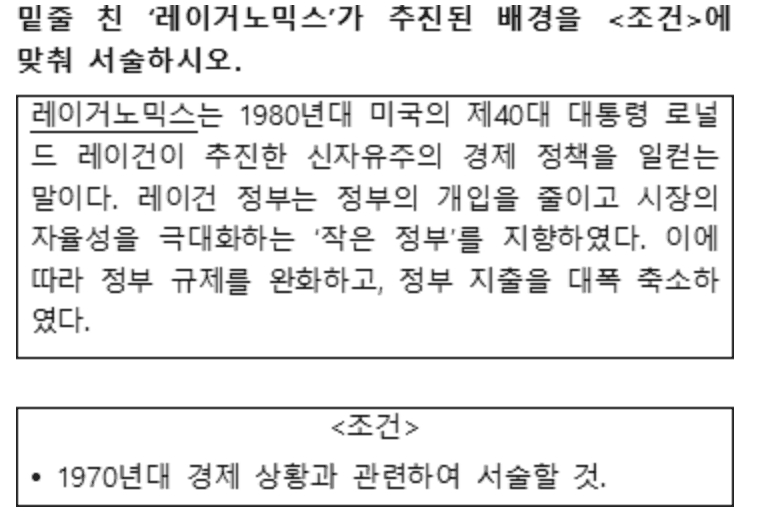 밑줄 친 ‘레이거노믹스’가 추진된 배경을 <조건>에
맞춰 서술하시오.
레이거노믹스는 1980년대 미국의 제40대 대통령 로널
드 레이건이 추진한 신자유주의 경제 정책을 일컫는
말이다. 레이건 정부는 정부의 개입을 줄이고 시장의
자율성을 극대화하는 ‘작은 정부’를 지향하였다. 이에
따라 정부 규제를 완화하고, 정부 지출을 대폭 축소하
였다.
<조건>
• 1970년대 경제 상황과 관련하여 서술할 것.